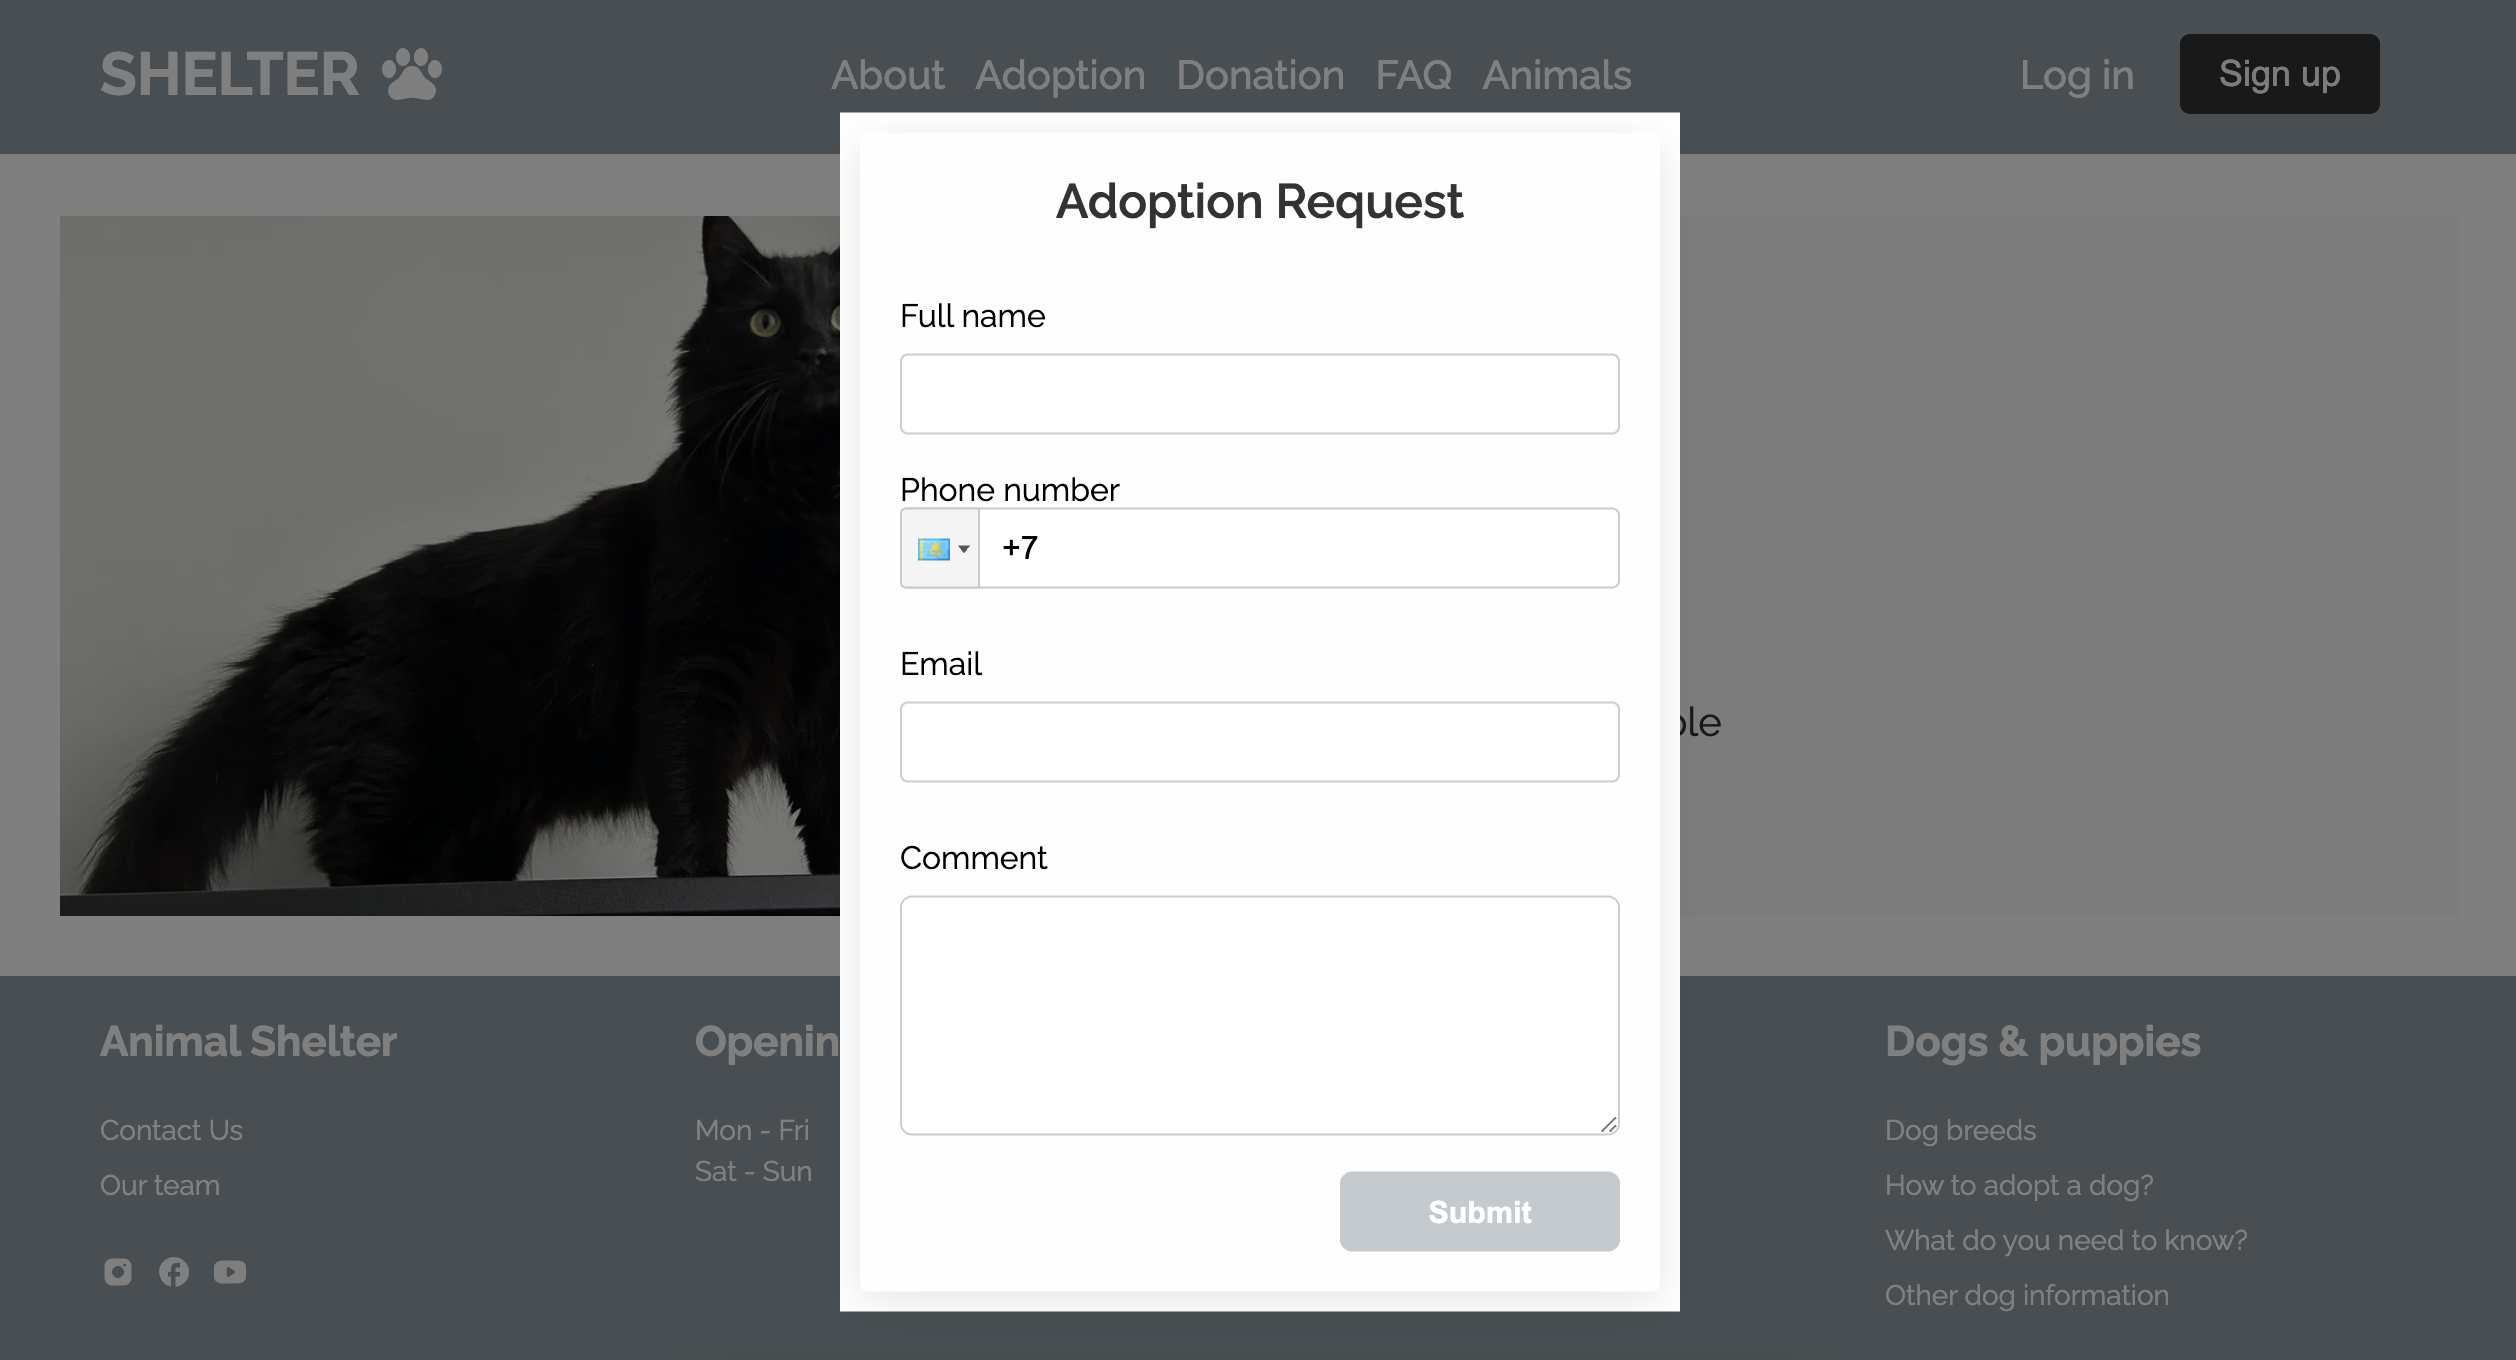 SHELTER
About Adoption Donation FAQ Animals
Log in
Sign up
Adoption Request
Full name
Phone number
+7
Email
Comment
Submit
Animal Shelter
Contact Us
Our team
Mon - Fri
Sat - Sun
Dogs & puppies
Dog breeds
How to adopt a dog?
What do you need to know?
Other dog information